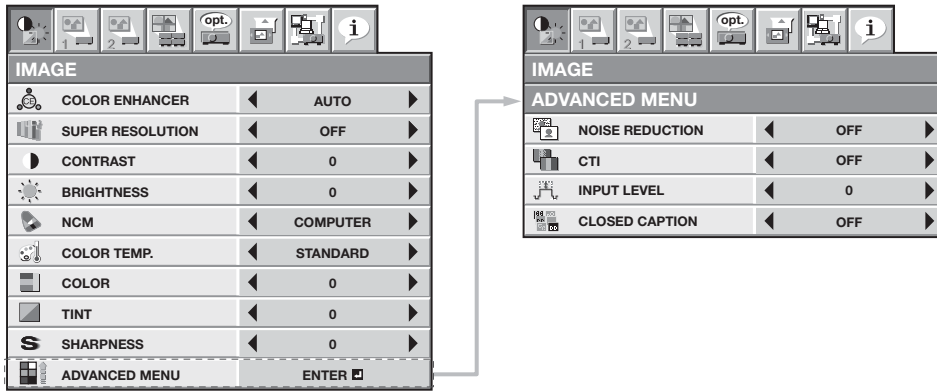 1
2
opt.
i
IMAGE
COLOR ENHANCER AUTO
SUPER RESOLUTION OFF
CONTRAST 0
BRIGHTNESS 0
NCM COMPUTER
COLOR TEMP. STANDARD
COLOR 0
TINT 0
SHARPNESS 0
ADVANCED MENU ENTER
1
2
opt.
i
IMAGE
ADVANCED MENU
NOISE REDUCTION OFF
CTI OFF
INPUT LEVEL 0
CLOSED CAPTION OFF